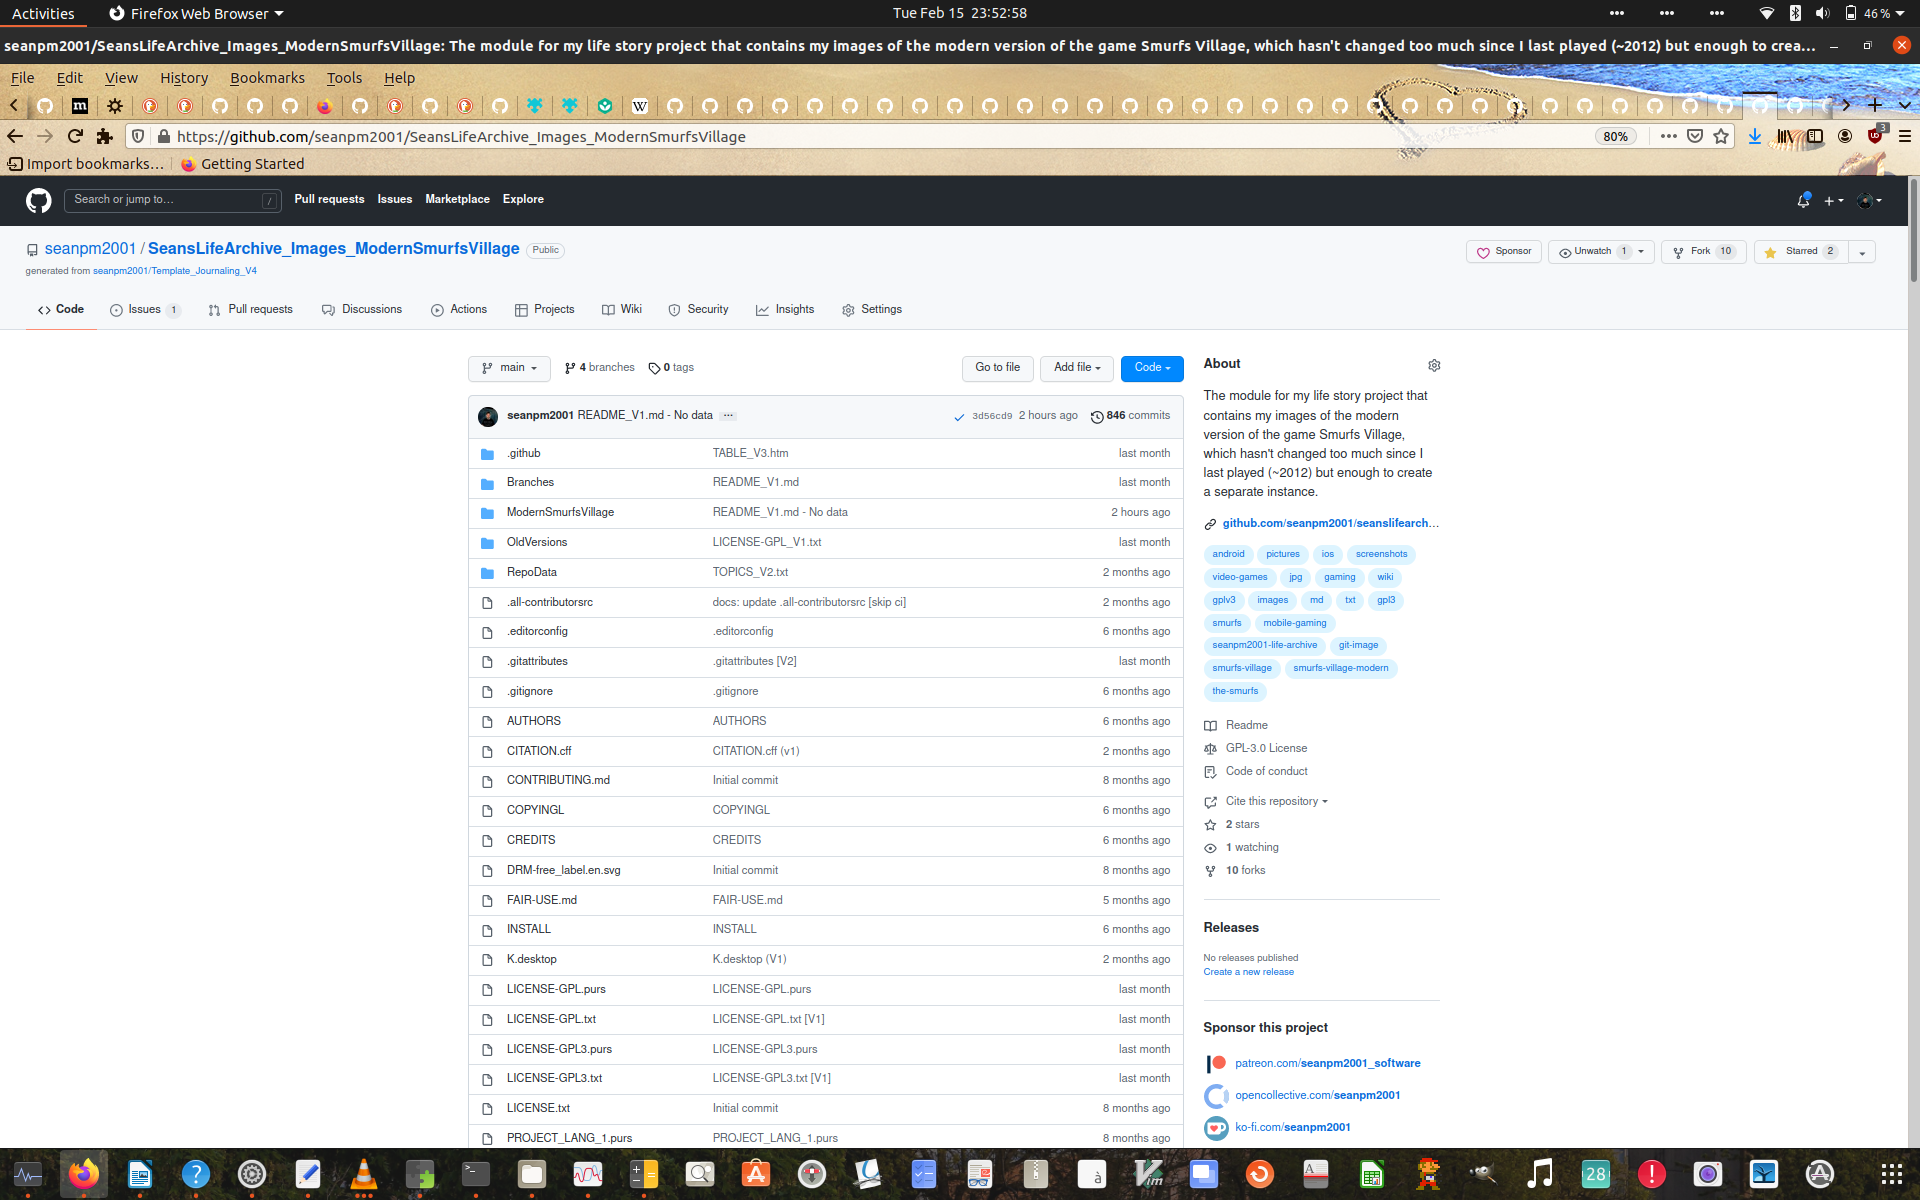 Activities Firefox Web Browser Tue Feb 15 23:52:58 46 %
seanpm2001/SeansLifeArchive_Images_ModernSmurfsVillage: The module for my life story project that contains my images of the modern version of the game Smurfs Village, which hasn't changed too much since I last played (~2012) but enough to crea...
File Edit View History Bookmarks Tools Help
https://github.com/seanpm2001/SeansLifeArchive_Images_ModernSmurfsVillage 80% 3
Import bookmarks... Getting Started
Search or jump to... / Pull requests Issues Marketplace Explore
seanpm2001 / SeansLifeArchive_Images_ModernSmurfsVillage Public Sponsor Unwatch 1 Fork 10 Starred 2
generated from seanpm2001/Template_Journaling_V4
Code Issues 1 Pull requests Discussions Actions Projects Wiki Security Insights Settings
main 4 branches 0 tags Go to file Add file Code
seanpm2001 README_V1.md - No data ... 3d56cd9 2 hours ago 846 commits
.github TABLE_V3.htm last month
Branches README_V1.md last month
ModernSmurfsVillage README_V1.md - No data 2 hours ago
OldVersions LICENSE-GPL_V1.txt last month
RepoData TOPICS_V2.txt 2 months ago
.all-contributorsrc docs: update .all-contributorsrc [skip ci] 2 months ago
.editorconfig .editorconfig 6 months ago
.gitattributes .gitattributes [V2] last month
.gitignore .gitignore 6 months ago
AUTHORS AUTHORS 6 months ago
CITATION.cff CITATION.cff (v1) 2 months ago
CONTRIBUTING.md Initial commit 8 months ago
COPYINGL COPYINGL 6 months ago
CREDITS CREDITS 6 months ago
DRM-free_label.en.svg Initial commit 8 months ago
FAIR-USE.md FAIR-USE.md 5 months ago
INSTALL INSTALL 6 months ago
K.desktop K.desktop (V1) 2 months ago
LICENSE-GPL.purs LICENSE-GPL.purs last month
LICENSE-GPL.txt LICENSE-GPL.txt [V1] last month
LICENSE-GPL3.purs LICENSE-GPL3.purs last month
LICENSE-GPL3.txt LICENSE-GPL3.txt [V1] last month
LICENSE.txt Initial commit 8 months ago
PROJECT_LANG_1.purs PROJECT_LANG_1.purs 8 months ago
About
The module for my life story project that
contains my images of the modern
version of the game Smurfs Village,
which hasn't changed too much since I
last played (~2012) but enough to create
a separate instance.
github.com/seanpm2001/seanslifearch...
android pictures ios screenshots
video-games jpg gaming wiki
gplv3 images md txt gpl3
smurfs mobile-gaming
seanpm2001-life-archive git-image
smurfs-village smurfs-village-modern
the-smurfs
Readme
GPL-3.0 License
Code of conduct
Cite this repository
2 stars
1 watching
10 forks
Releases
No releases published
Create a new release
Sponsor this project
patreon.com/seanpm2001_software
opencollective.com/seanpm2001
ko-fi.com/seanpm2001
28